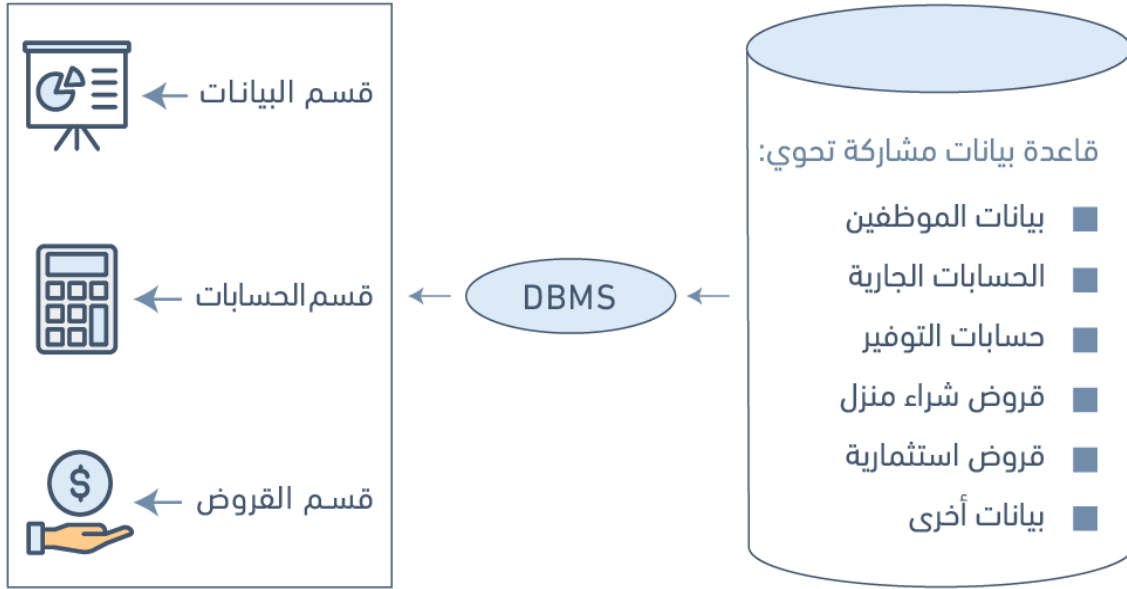 قاعدة بيانات مشاركة تحوي:
بيانات الموظفين
الحسابات الجارية
حسابات التوفير
قروض شراء منزل
قروض استثمارية
بيانات أخرى
DBMS
قسم البيانات
قسم الحسابات
قسم القروض
$